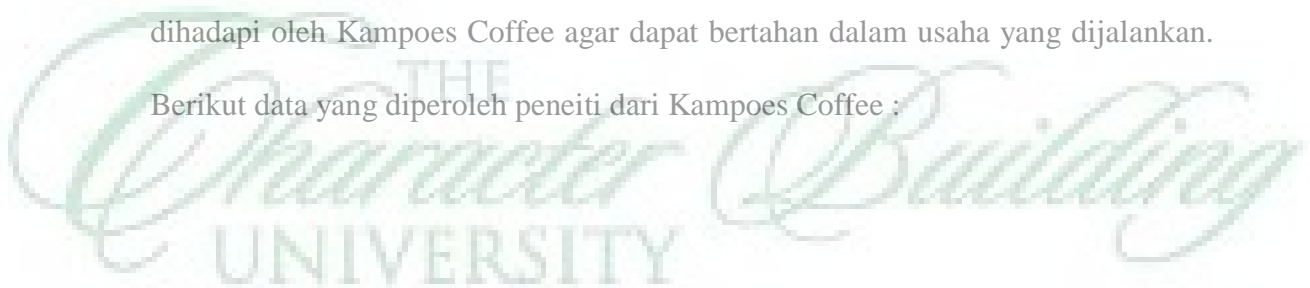 dihadapi oleh Kampoes Coffee agar dapat bertahan dalam usaha yang dijalankan.
Berikut data yang diperoleh peneiti dari Kampoes Coffee :
THE
Character Building
UNIVERSITY